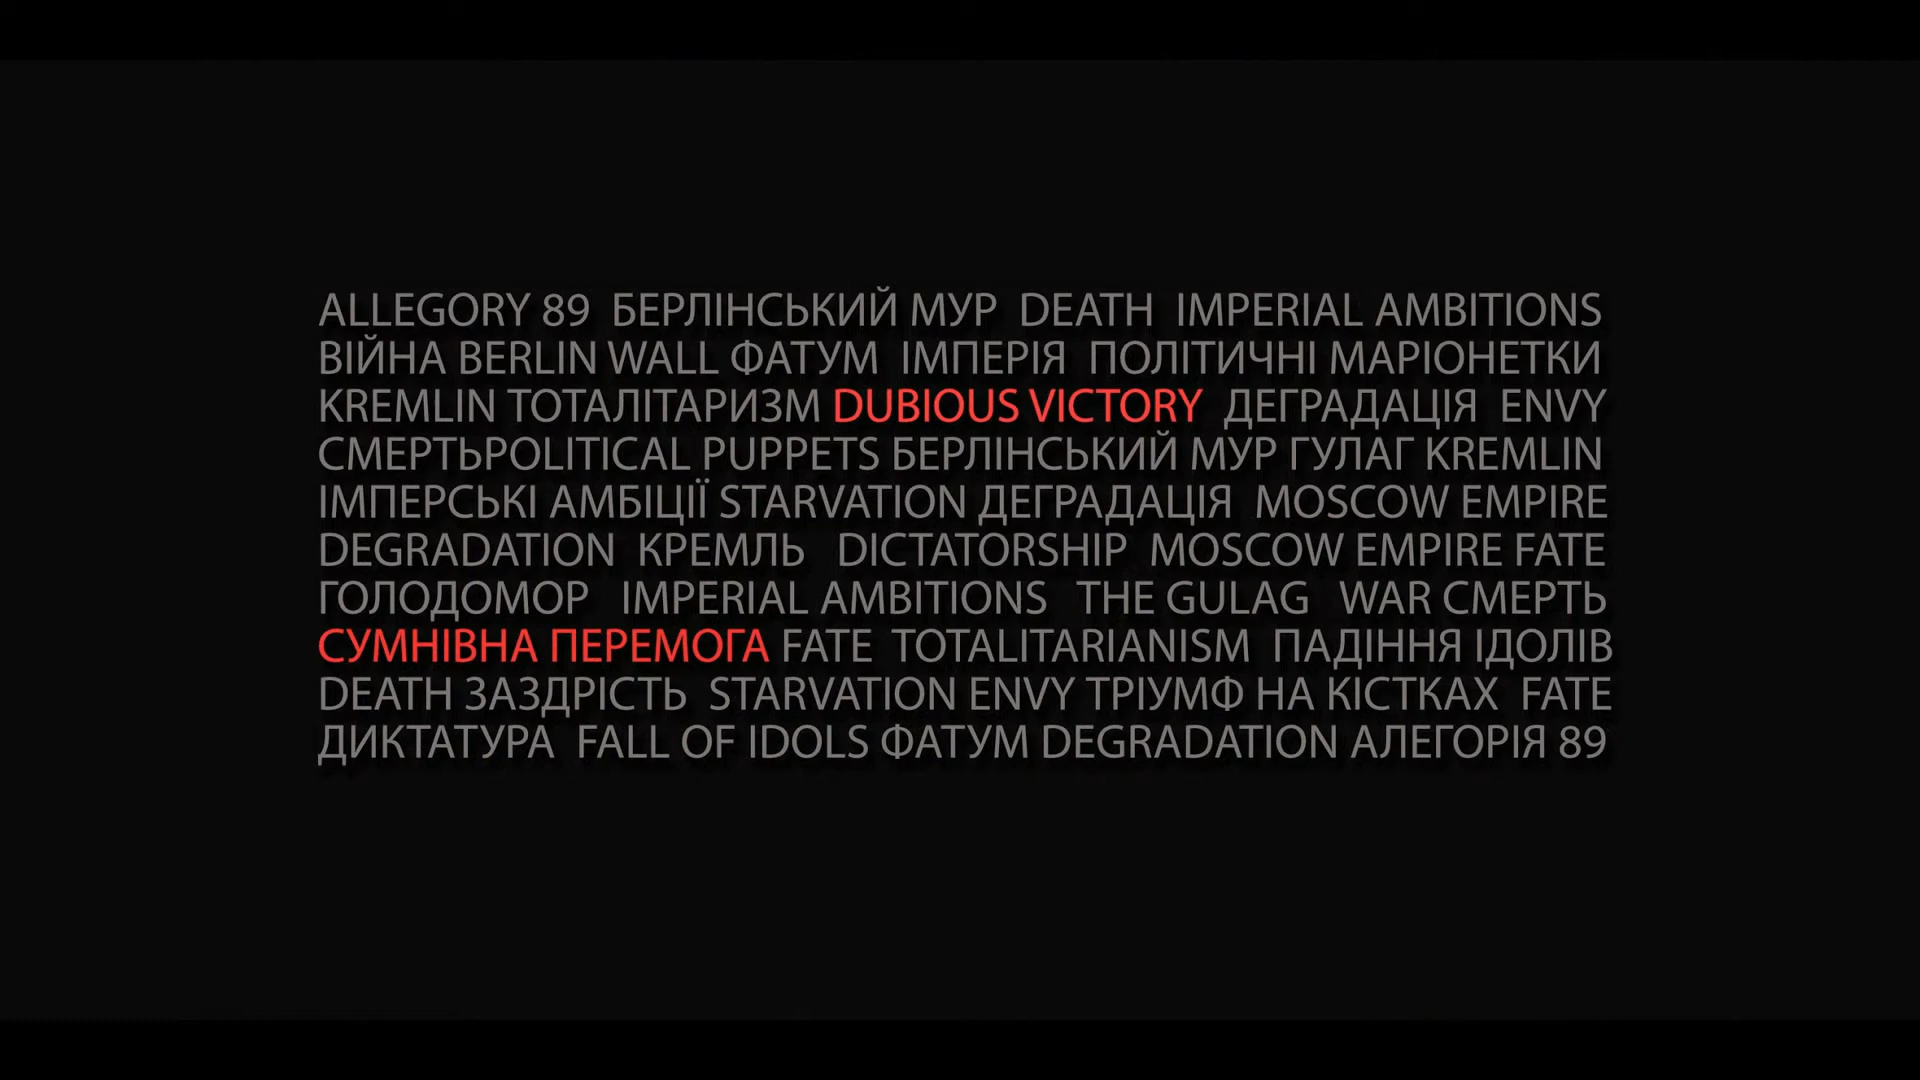 ALLEGORY 89 БЕРЛІНСЬКИЙ МУР DEATH IMPERIAL AMBITIONS
ВІЙНА BERLIN WALL ФАТУМ ІМПЕРІЯ ПОЛІТИЧНІ МАРІОНЕТКИ
KREMLIN ТОТАЛІТАРИЗМ DUBIOUS VICTORY ДЕГРАДАЦІЯ ENVY
СМЕРТЬPOLITICAL PUPPETS БЕРЛІНСЬКИЙ МУР ГУЛАГ KREMLIN
ІМПЕРСЬКІ АМБІЦІЇ STARVATION ДЕГРАДАЦІЯ MOSCOW EMPIRE
DEGRADATION КРЕМЛЬ DICTATORSHIP MOSCOW EMPIRE FATE
ГОЛОДОМОР IMPERIAL AMBITIONS THE GULAG WAR СМЕРТЬ
СУМНІВНА ПЕРЕМОГА FATE TOTALITARIANISM ПАДІННЯ ІДОЛІВ
DEATH ЗАЗДРІСТЬ STARVATION ENVY ТРІУМФ НА КІСТКАХ FATE
ДИКТАТУРА FALL OF IDOLS ФАТУМ DEGRADATION АЛЕГОРІЯ 89